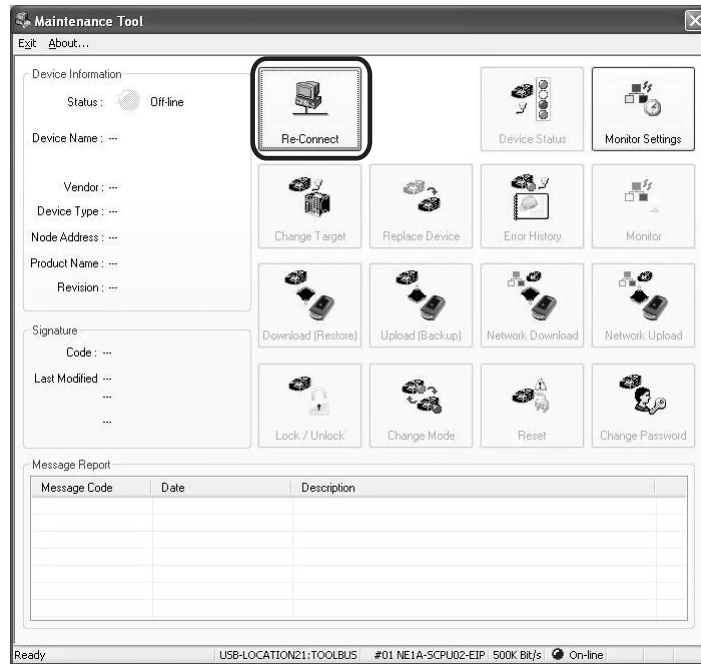 Maintenance Tool
Exit About...
Device Information
Status : Off-line
Device Name : ---
Vendor : ---
Device Type : ---
Node Address : ---
Product Name : ---
Revision : ---
Signature
Code : ---
Last Modified ---
---
---
Re-Connect
Device Status
Monitor Settings
Change Target
Replace Device
Error History
Monitor
Download (Restore)
Upload (Backup)
Network Download
Network Upload
Lock / Unlock
Change Mode
Reset
Change Password
Message Report
Message Code Date Description
Ready USB-LOCATION21:TOOLBUS #01 NE1A-SCPU02-EIP 500K Bit/s On-line